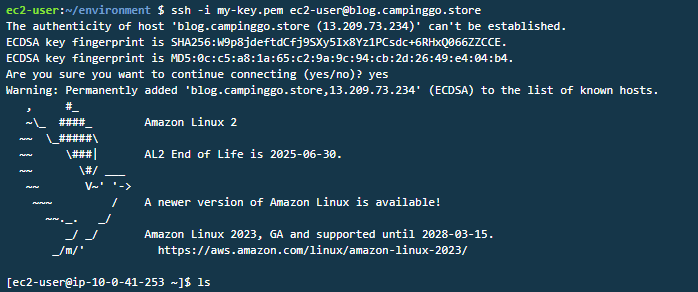 ec2-user:~/environment $ ssh -i my-key.pem ec2-user@blog.campinggo.store
The authenticity of host 'blog.campinggo.store (13.209.73.234)' can't be established.
ECDSA key fingerprint is SHA256:W9p8jdeftdCfj9SXy5Ix8Yz1PCsdc+6RHxQ066ZZCCE.
ECDSA key fingerprint is MD5:0c:c5:a8:1a:65:c2:9a:9c:94:cb:2d:26:49:e4:04:b4.
Are you sure you want to continue connecting (yes/no)? yes
Warning: Permanently added 'blog.campinggo.store,13.209.73.234' (ECDSA) to the list of known hosts.
   ,     #_
   ~\_  ####_        Amazon Linux 2
  ~~  \_#####\
  ~~     \###|       AL2 End of Life is 2025-06-30.
  ~~       \#/ ___
   ~~       V~' '->
    ~~~         /    A newer version of Amazon Linux is available!
      ~~._.   _/
         _/ _/       Amazon Linux 2023, GA and supported until 2028-03-15.
       _/m/'           https://aws.amazon.com/linux/amazon-linux-2023/
[ec2-user@ip-10-0-41-253 ~]$ ls